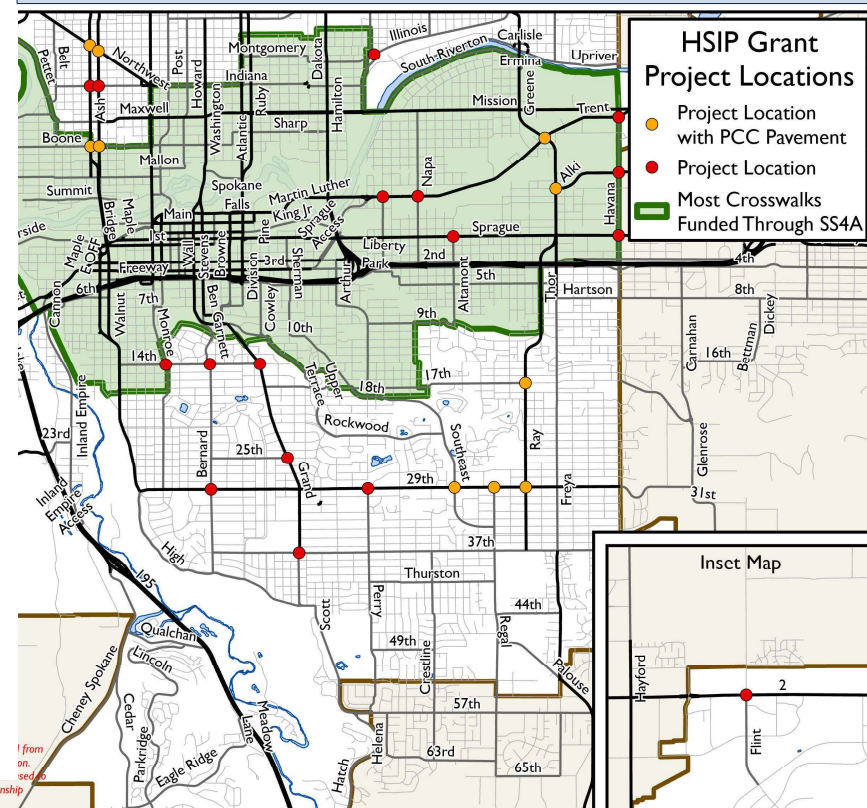 HSIP Grant
Project Locations
Project Location
with PCC Pavement
Project Location
Most Crosswalks
Funded Through SS4A
Illinois
Carlisle
Ermina
Upriver
South-Riverton
Montgomery
Dakota
Northwest
Belt
Pettet
Post
Howard
Indiana
Ruby
Hamilton
Greene
Mission
Trent
Ash
Maxwell
Washington
Atlantic
Sharp
Boone
Mallon
Napa
Alki
Havana
Summit
Spokane
Falls
Martin Luther
King Jr
Maple
Bridge
Main
1st
Pine
Sprague
Access
Sprague
Liberty
Park
2nd
3rd
4th
5th
Maple
Wall
Stevens
Browne
Division
Sherman
Arthur
Altamont
Thor
Freeway
6th
7th
Hartson
8th
Cannon
Walnut
Monroe
Ben
Garnett
Cowley
10th
9th
Carnahan
Bettman
Dickey
16th
14th
17th
18th
Upper
Terrace
Inland Empire
Rockwood
Southeast
Ray
23rd
25th
Bernard
Grand
29th
Freya
Glenrose
31st
Inland
Empire
Access
37th
High
195
Thurston
Scott
Perry
44th
Regal
49th
Crestline
Palouse
Qualchan
Lincoln
Cheney Spokane
Cedar
Parkridge
Eagle Ridge
Meadow
Lane
57th
Helena
63rd
65th
Hatch
Inset Map
Hayford
2
Flint
from
on.